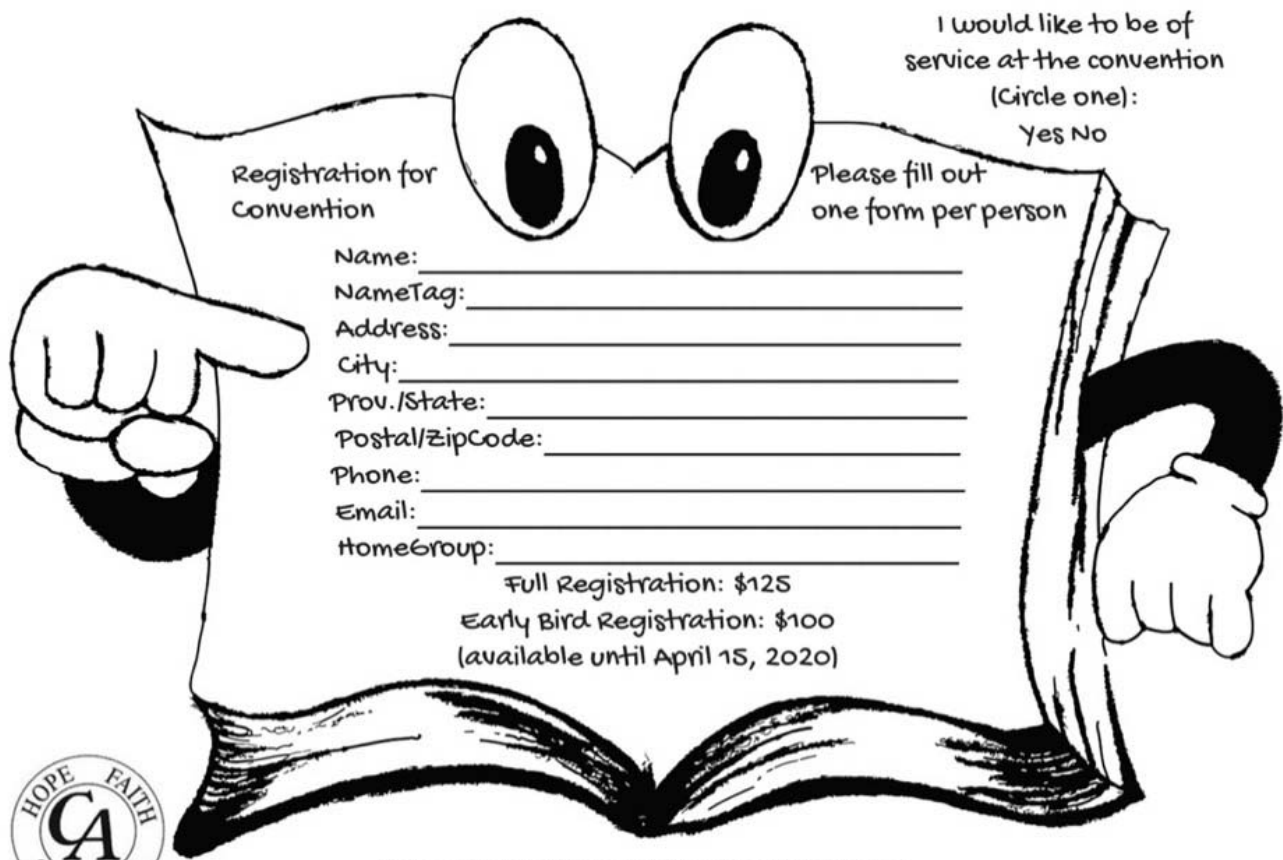 I would like to be of
service at the convention
(Circle one):
Yes No
Registration for
Convention
Please fill out
one form per person
Name:
NameTag:
Address:
City:
Prov./State:
Postal/ZipCode:
Phone:
Email:
HomeGroup:
Full Registration: $125
Early Bird Registration: $100
(available until April 15, 2020)
HOPE FAITH
CA